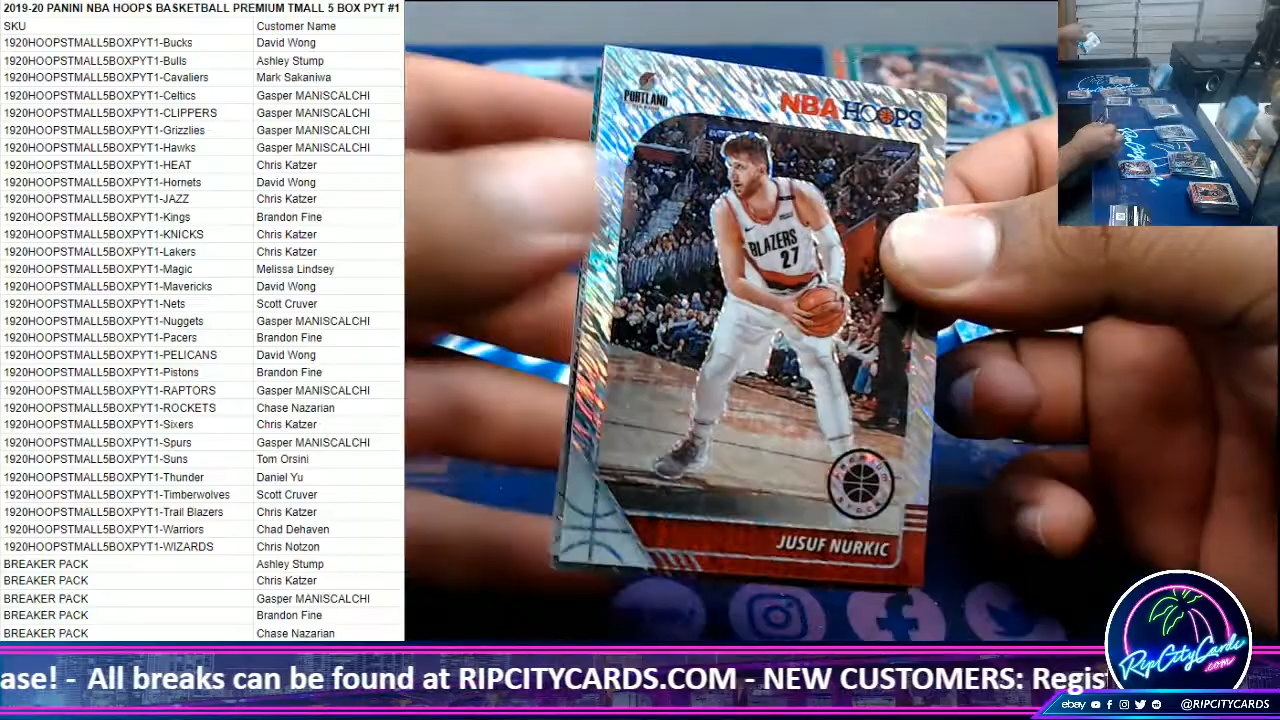 2019-20 PANINI NBA HOOPS BASKETBALL PREMIUM TMALL 5 BOX PYT #1
SKU Customer Name
1920HOOPSTMALL5BOXPYT1-Bucks David Wong
1920HOOPSTMALL5BOXPYT1-Bulls Ashley Stump
1920HOOPSTMALL5BOXPYT1-Cavaliers Mark Sakaniwa
1920HOOPSTMALL5BOXPYT1-Celtics Gasper MANISCALCHI
1920HOOPSTMALL5BOXPYT1-CLIPPERS Gasper MANISCALCHI
1920HOOPSTMALL5BOXPYT1-Grizzlies Gasper MANISCALCHI
1920HOOPSTMALL5BOXPYT1-Hawks Gasper MANISCALCHI
1920HOOPSTMALL5BOXPYT1-HEAT Chris Katzer
1920HOOPSTMALL5BOXPYT1-Hornets David Wong
1920HOOPSTMALL5BOXPYT1-JAZZ Chris Katzer
1920HOOPSTMALL5BOXPYT1-Kings Brandon Fine
1920HOOPSTMALL5BOXPYT1-KNICKS Chris Katzer
1920HOOPSTMALL5BOXPYT1-Lakers Chris Katzer
1920HOOPSTMALL5BOXPYT1-Magic Melissa Lindsey
1920HOOPSTMALL5BOXPYT1-Mavericks David Wong
1920HOOPSTMALL5BOXPYT1-Nets Scott Cruver
1920HOOPSTMALL5BOXPYT1-Nuggets Gasper MANISCALCHI
1920HOOPSTMALL5BOXPYT1-Pacers Brandon Fine
1920HOOPSTMALL5BOXPYT1-PELICANS David Wong
1920HOOPSTMALL5BOXPYT1-Pistons Brandon Fine
1920HOOPSTMALL5BOXPYT1-RAPTORS Gasper MANISCALCHI
1920HOOPSTMALL5BOXPYT1-ROCKETS Chase Nazarian
1920HOOPSTMALL5BOXPYT1-Sixers Chris Katzer
1920HOOPSTMALL5BOXPYT1-Spurs Gasper MANISCALCHI
1920HOOPSTMALL5BOXPYT1-Suns Tom Orsini
1920HOOPSTMALL5BOXPYT1-Thunder Daniel Yu
1920HOOPSTMALL5BOXPYT1-Timberwolves Scott Cruver
1920HOOPSTMALL5BOXPYT1-Trail Blazers Chris Katzer
1920HOOPSTMALL5BOXPYT1-Warriors Chad Dehaven
1920HOOPSTMALL5BOXPYT1-WIZARDS Chris Notzon
BREAKER PACK Ashley Stump
BREAKER PACK Chris Katzer
BREAKER PACK Gasper MANISCALCHI
BREAKER PACK Brandon Fine
BREAKER PACK Chase Nazarian
PORTLAND
NBA HOOPS
BLAZERS
27
PREMIUM
STOCK
JUSUF NURKIC
ase! - All breaks can be found at RIPCITYCARDS.COM - NEW CUSTOMERS: Regis
RipCityCards
.com
ebay @RIPCITYCARDS